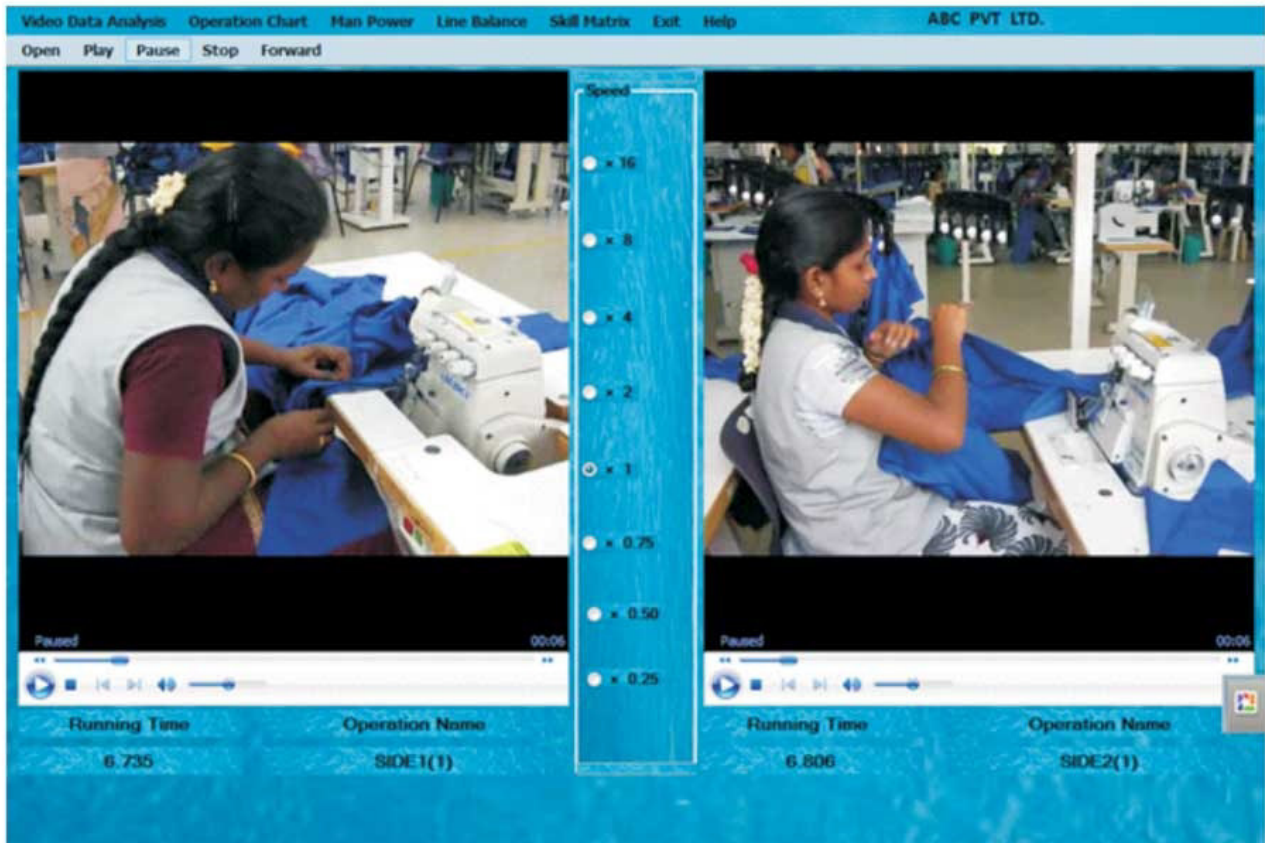 Video Data Analysis Operation Chart Man Power Line Balance Skill Matrix Exit Help ABC PVT LTD.
Open Play Pause Stop Forward
Speed
× 16
× 8
× 4
× 2
× 1
× 0.75
× 0.50
× 0.25
Paused 00:06
Paused 00:06
Running Time Operation Name
6.735 SIDE1(1)
Running Time Operation Name
6.806 SIDE2(1)